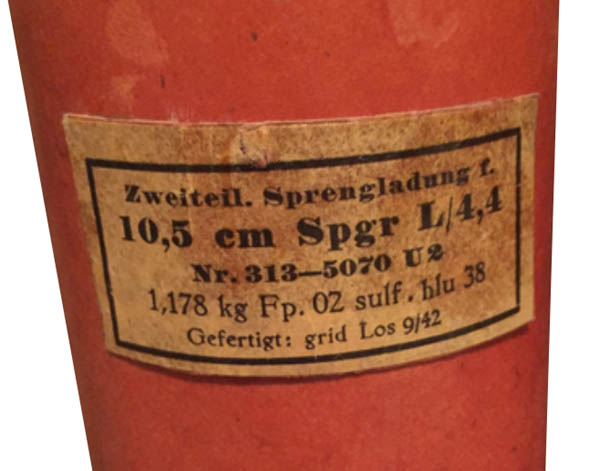 Zweiteil. Sprengladung f.
10,5 cm Spgr L/4,4
Nr. 313—5070 U2
1,178 kg Fp. 02 sulf. blu 38
Gefertigt: grid Los 9/42